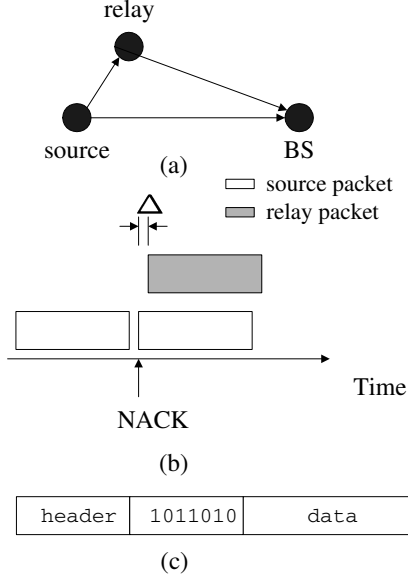 relay
source
BS
(a)
source packet
relay packet
Δ
Time
NACK
(b)
header 1011010 data
(c)